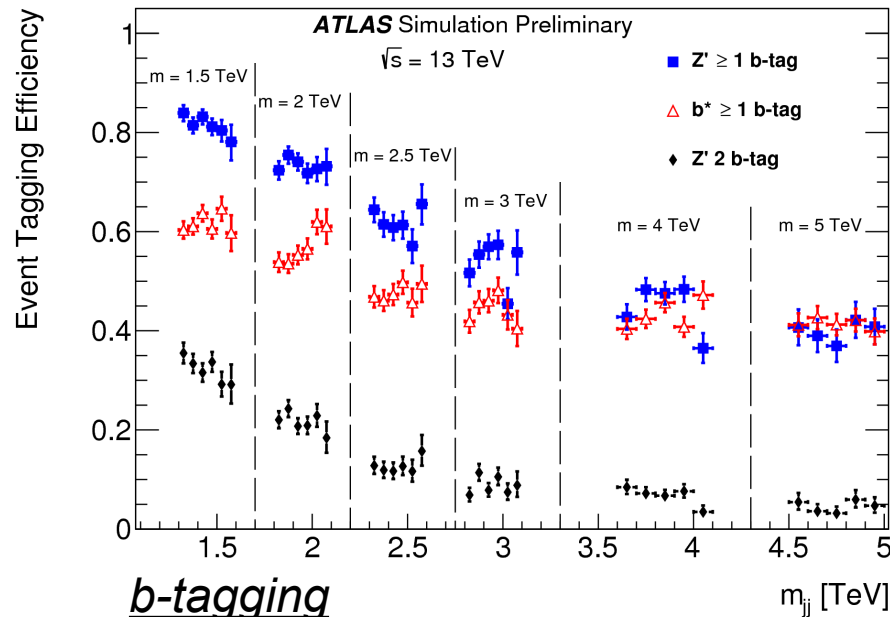 ATLAS Simulation Preliminary
√s = 13 TeV
Event Tagging Efficiency
m = 1.5 TeV
m = 2 TeV
m = 2.5 TeV
m = 3 TeV
m = 4 TeV
m = 5 TeV
Z' ≥ 1 b-tag
b* ≥ 1 b-tag
Z' 2 b-tag
1
0.8
0.6
0.4
0.2
0
1.5 2 2.5 3 3.5 4 4.5 5
m_jj [TeV]
b-tagging